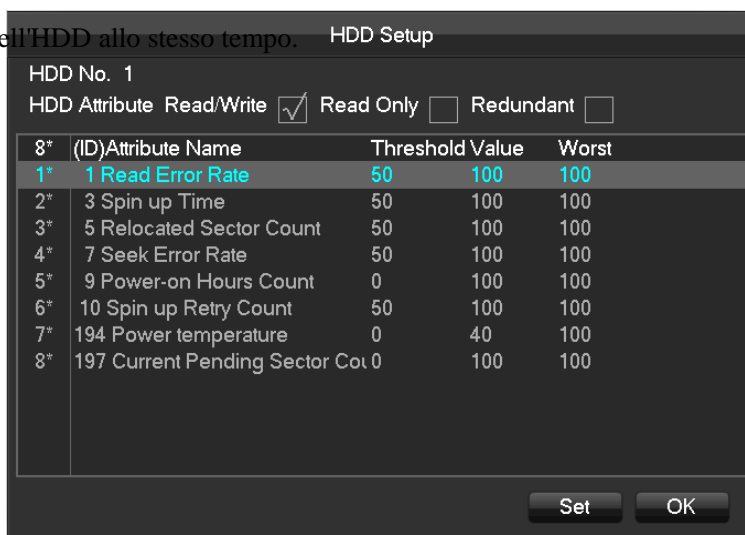 ell'HDD allo stesso tempo.
HDD Setup
HDD No. 1
HDD Attribute Read/Write Read Only Redundant
8* (ID)Attribute Name Threshold Value Worst
1* 1 Read Error Rate 50 100 100
2* 3 Spin up Time 50 100 100
3* 5 Relocated Sector Count 50 100 100
4* 7 Seek Error Rate 50 100 100
5* 9 Power-on Hours Count 0 100 100
6* 10 Spin up Retry Count 50 100 100
7* 194 Power temperature 0 40 100
8* 197 Current Pending Sector Cou 0 100 100
Set OK